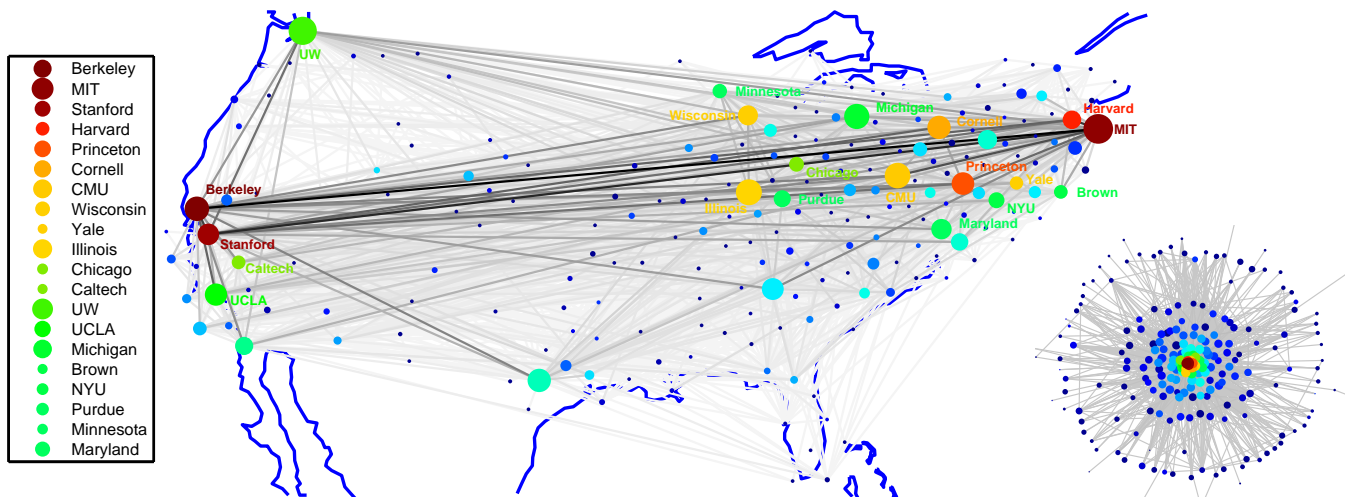 Berkeley
MIT
Stanford
Harvard
Princeton
Cornell
CMU
Wisconsin
Yale
Illinois
Chicago
Caltech
UW
UCLA
Michigan
Brown
NYU
Purdue
Minnesota
Maryland
UW
Minnesota
Wisconsin
Michigan
Cornell
Harvard
MIT
Chicago
Princeton
Berkeley
Illinois
Purdue
CMU
Yale
Brown
NYU
Maryland
Stanford
Caltech
UCLA